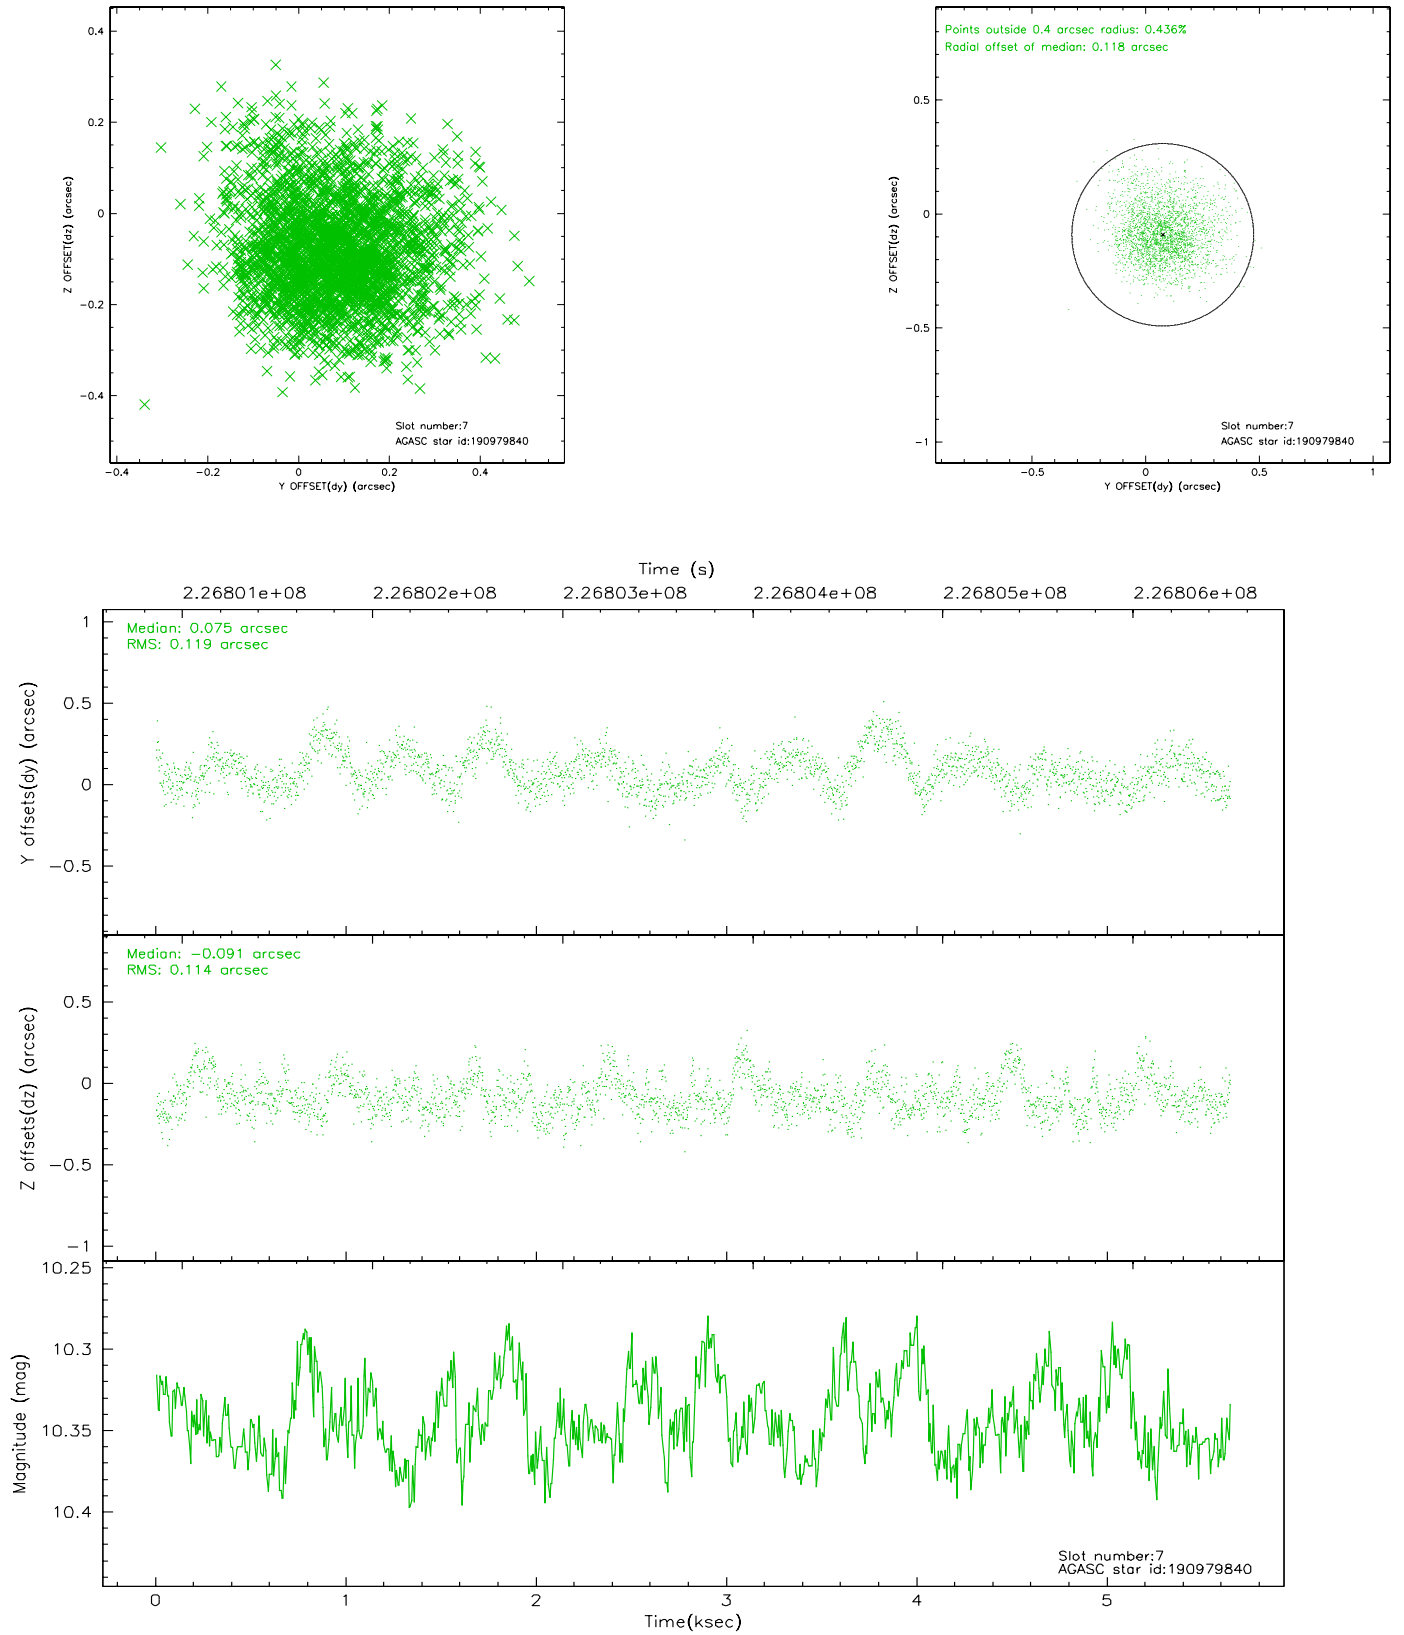 0.4
0.2
0
-0.2
-0.4
Z OFFSET(dz) (arcsec)
Slot number:7
AGASC star id:190979840
-0.4 -0.2 0 0.2 0.4
Y OFFSET(dy) (arcsec)
Points outside 0.4 arcsec radius: 0.436%
Radial offset of median: 0.118 arcsec
0.5
0
-0.5
-1
Z OFFSET(dz) (arcsec)
Slot number:7
AGASC star id:190979840
-0.5 0 0.5 1
Y OFFSET(dy) (arcsec)
Time (s)
2.26801e+08 2.26802e+08 2.26803e+08 2.26804e+08 2.26805e+08 2.26806e+08
Median: 0.075 arcsec
RMS: 0.119 arcsec
1
0.5
0
-0.5
Y offsets(dy) (arcsec)
Median: -0.091 arcsec
RMS: 0.114 arcsec
0.5
0
-0.5
-1
Z offsets(dz) (arcsec)
10.25
10.3
10.35
10.4
Magnitude (mag)
Slot number:7
AGASC star id:190979840
0 1 2 3 4 5
Time(ksec)